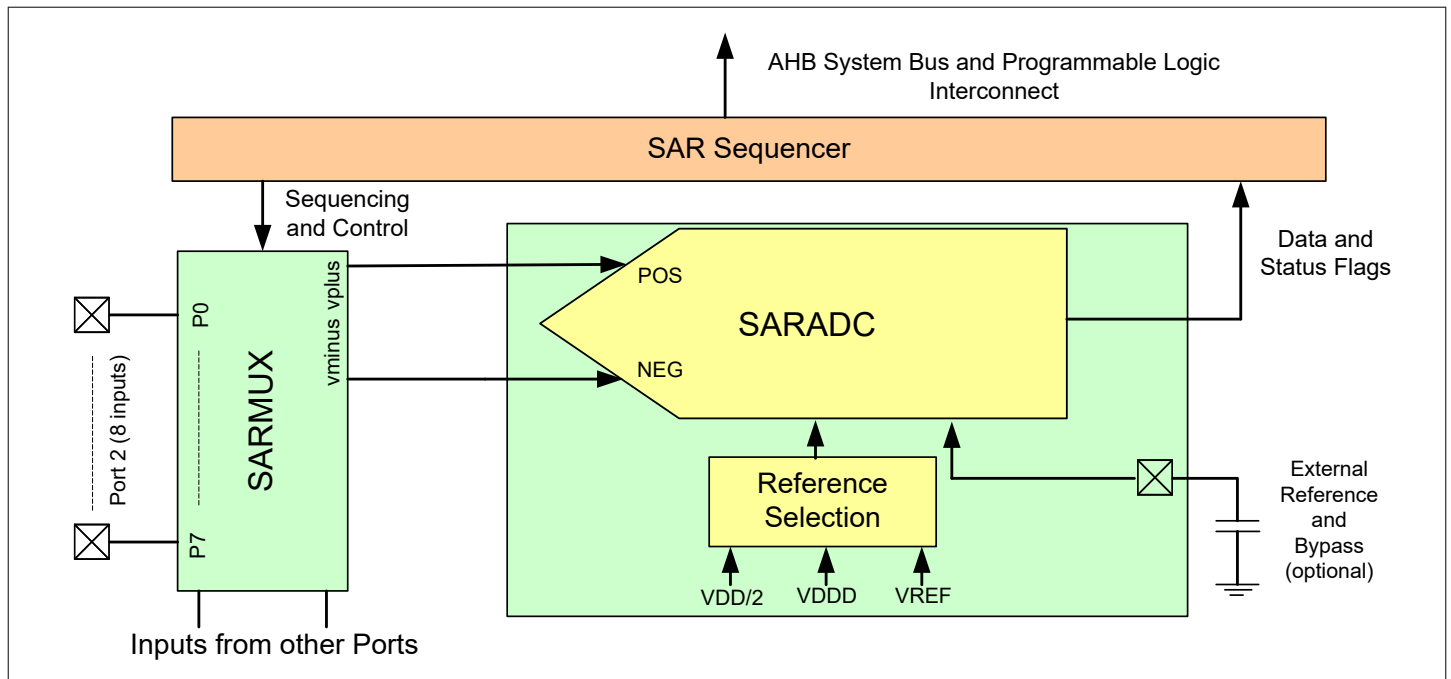 AHB System Bus and Programmable Logic
Interconnect
SAR Sequencer
Sequencing
and Control
Data and
Status Flags
vminus vplus
POS
NEG
SARADC
P0
P7
SARMUX
Port 2 (8 inputs)
Reference
Selection
VDD/2
VDDD
VREF
External
Reference
and
Bypass
(optional)
Inputs from other Ports